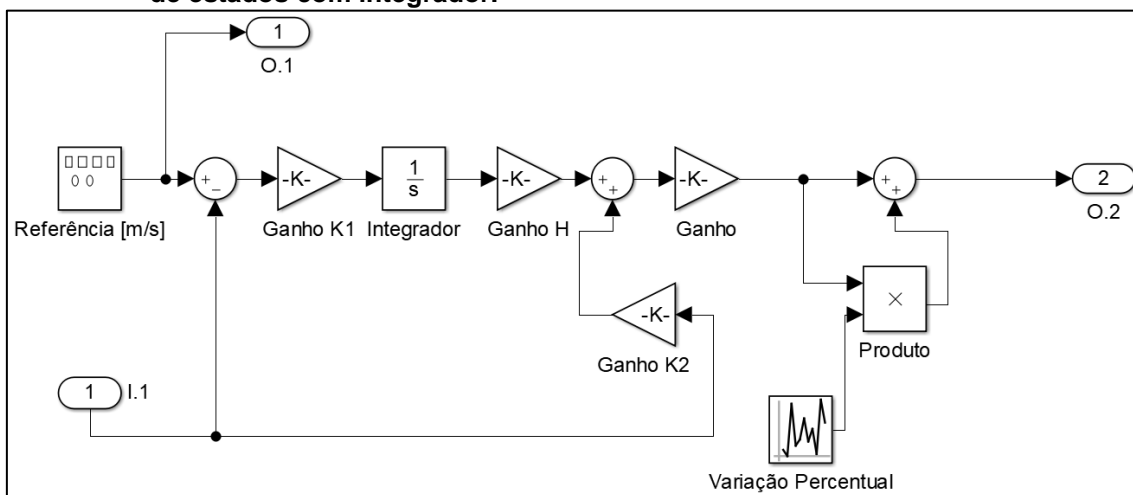 de estados com integrador.
1
O.1
+
−
-K-
1
s
-K-
+
+
-K-
+
+
2
O.2
Referência [m/s]
Ganho K1
Integrador
Ganho H
Ganho
-K-
×
Ganho K2
Produto
1
I.1
Variação Percentual